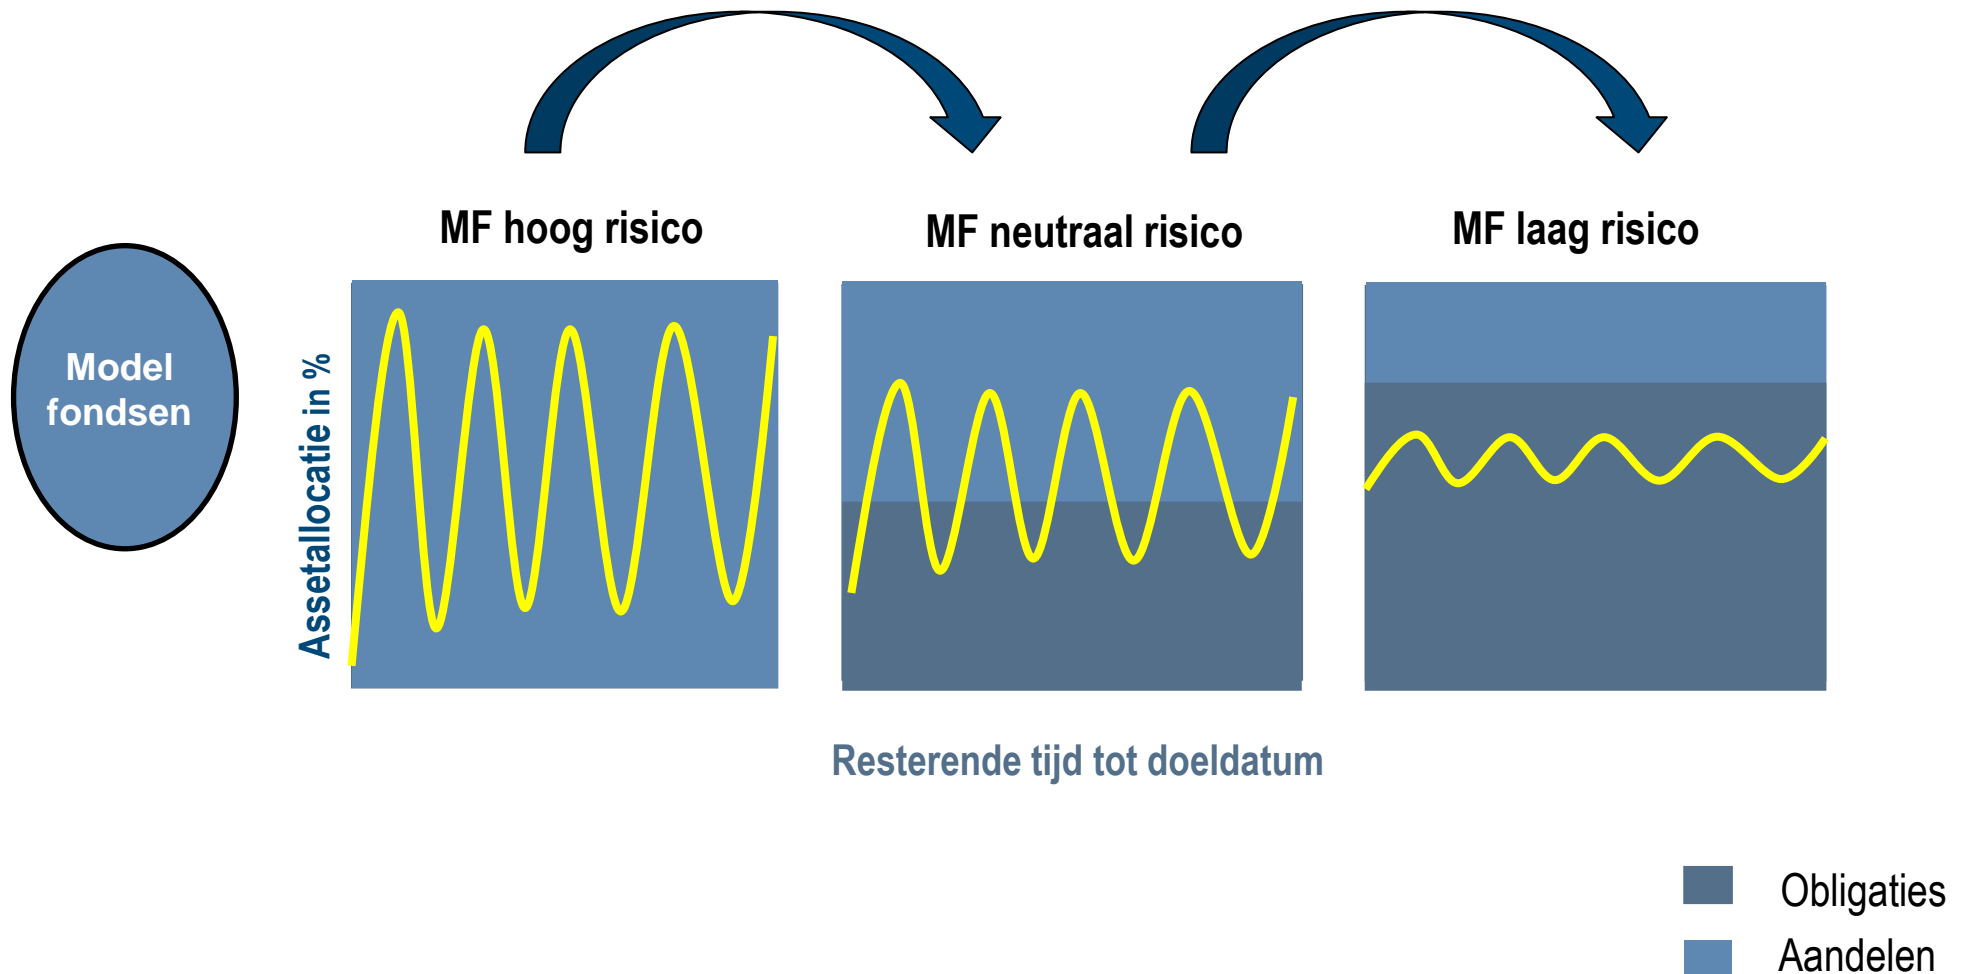 MF hoog risico
MF neutraal risico
MF laag risico
Model
fondsen
Assetallocatie in %
Resterende tijd tot doeldatum
Obligaties
Aandelen